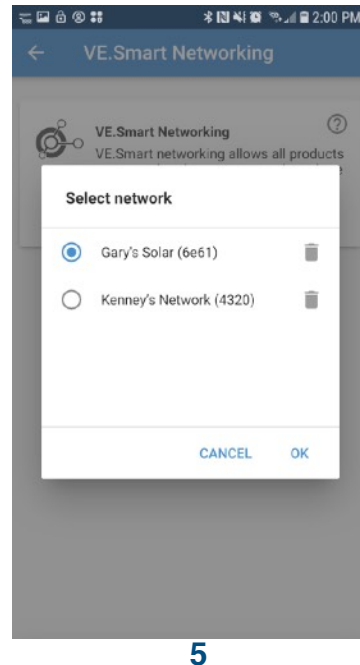 2:00 PM
VE.Smart Networking
VE.Smart Networking
VE.Smart networking allows all products
Select network
Gary's Solar (6e61)
Kenney's Network (4320)
CANCEL
OK
5